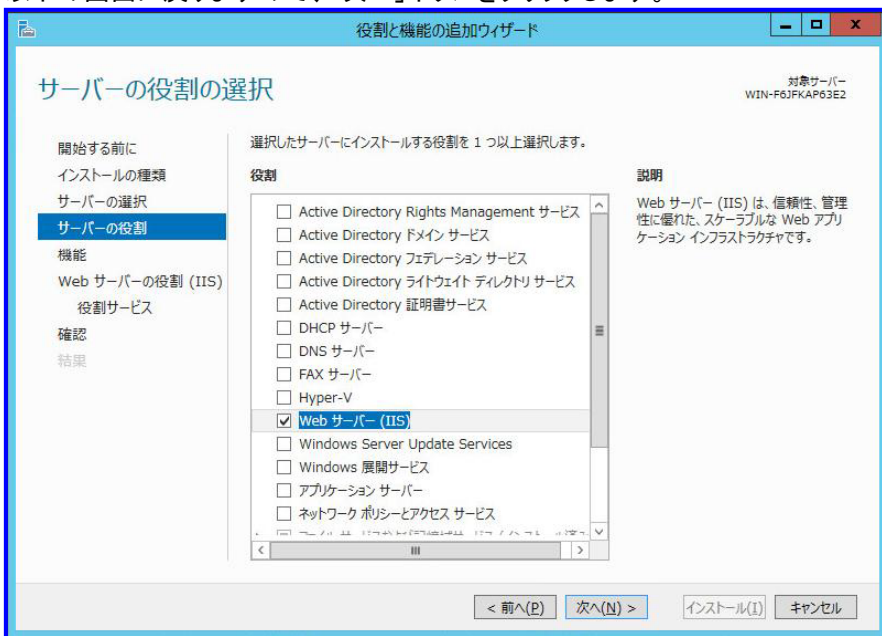 役割と機能の追加ウィザード
サーバーの役割の選択
対象サーバー
WIN-F6JFKAP63E2
開始する前に
インストールの種類
サーバーの選択
サーバーの役割
機能
Web サーバーの役割 (IIS)
役割サービス
確認
結果
選択したサーバーにインストールする役割を 1 つ以上選択します。
役割
Active Directory Rights Management サービス
Active Directory ドメイン サービス
Active Directory フェデレーション サービス
Active Directory ライトウェイト ディレクトリ サービス
Active Directory 証明書サービス
DHCP サーバー
DNS サーバー
FAX サーバー
Hyper-V
Web サーバー (IIS)
Windows Server Update Services
Windows 展開サービス
アプリケーション サーバー
ネットワーク ポリシーとアクセス サービス
説明
Web サーバー (IIS) は、信頼性、管理
性に優れた、スケーラブルな Web アプリ
ケーション インフラストラクチャです。
< 前へ(P)
次へ(N) >
インストール(I)
キャンセル